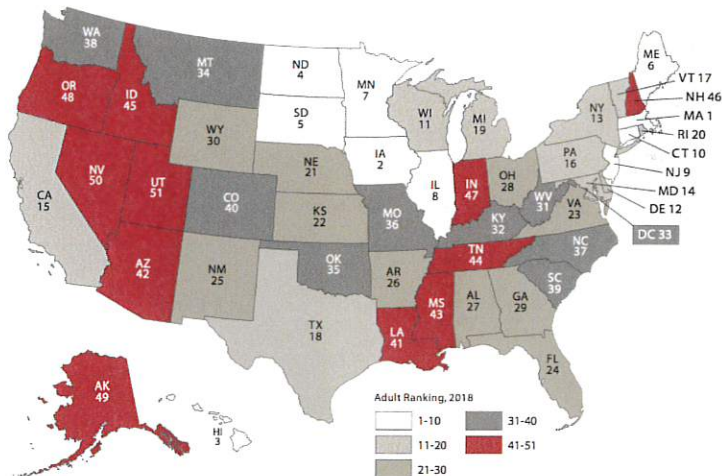 WA
38
MT
34
ND
4
MN
7
ME
6
VT 17
NH 46
MA 1
RI 20
CT 10
NJ 9
MD 14
DE 12
DC 33
OR
48
ID
45
WY
30
SD
5
WI
11
MI
19
NY
13
PA
16
NV
50
UT
51
CO
40
NE
21
IA
2
IL
8
IN
47
OH
28
WV
31
VA
23
CA
15
KS
22
MO
36
KY
32
NC
37
AZ
42
NM
25
OK
35
AR
26
TN
44
SC
39
TX
18
LA
41
MS
43
AL
27
GA
29
FL
24
AK
49
HI
3
Adult Ranking, 2018
1-10
11-20
21-30
31-40
41-51